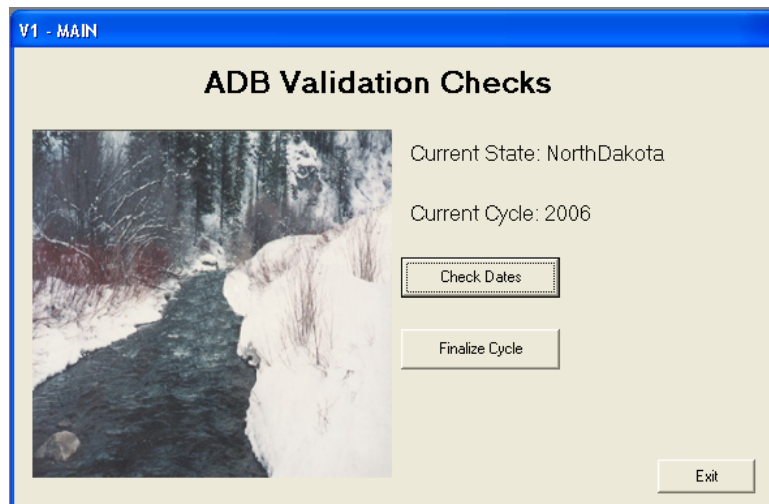 V1 - MAIN
ADB Validation Checks
Current State: NorthDakota
Current Cycle: 2006
Check Dates
Finalize Cycle
Exit